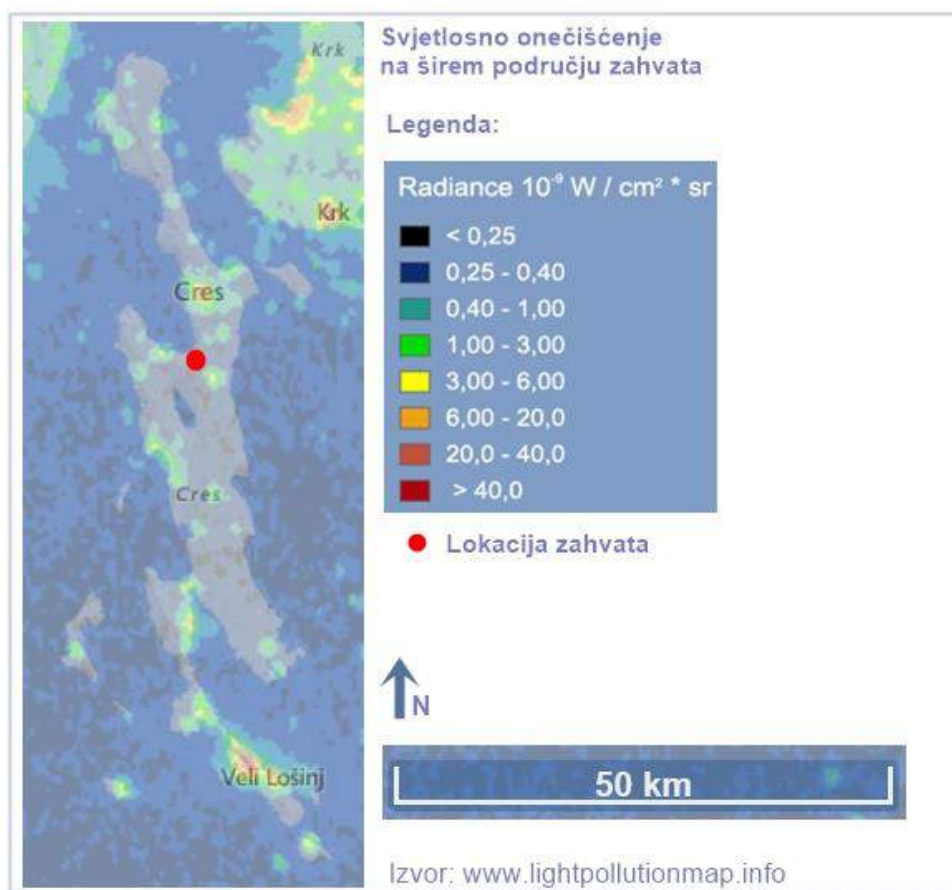 Svjetlosno onečišćenje
na širem području zahvata
Legenda:
Radiance 10⁻⁹ W / cm² * sr
< 0,25
0,25 - 0,40
0,40 - 1,00
1,00 - 3,00
3,00 - 6,00
6,00 - 20,0
20,0 - 40,0
> 40,0
Lokacija zahvata
N
50 km
Izvor: www.lightpollutionmap.info
Krk
Krk
Cres
Cres
Veli Lošinj